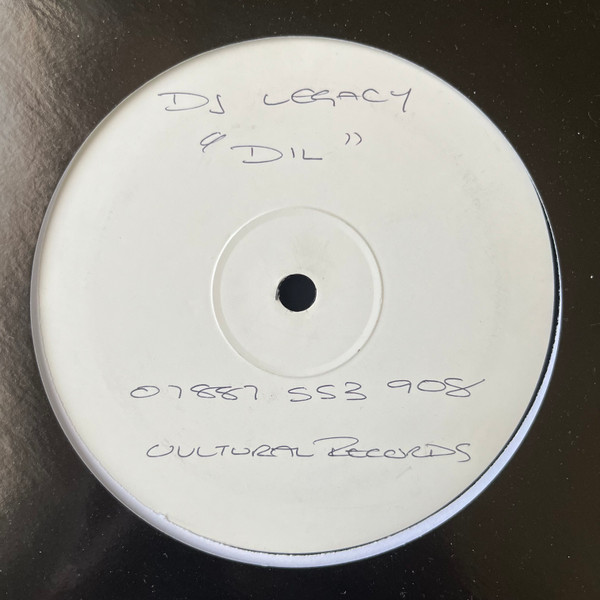 DJ LEGACY
"DIL"
07887 553 908
CULTURAL RECORDS